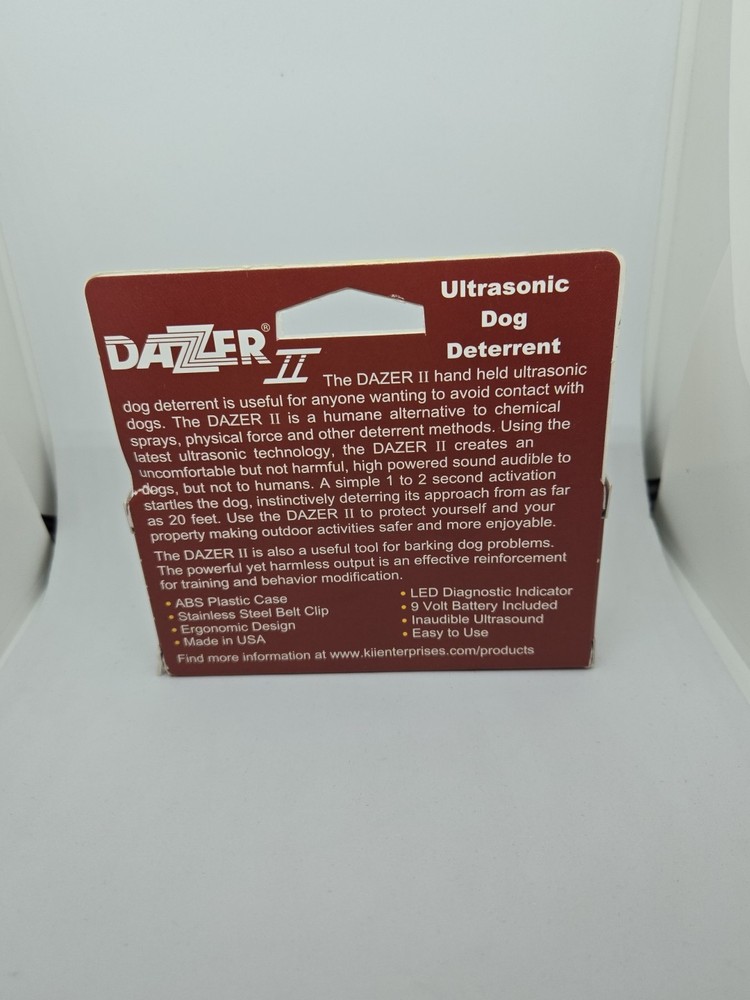 DAZZER® II
Ultrasonic
Dog
Deterrent
The DAZER II hand held ultrasonic
dog deterrent is useful for anyone wanting to avoid contact with
dogs. The DAZER II is a humane alternative to chemical
sprays, physical force and other deterrent methods. Using the
latest ultrasonic technology, the DAZER II creates an
uncomfortable but not harmful, high powered sound audible to
dogs, but not to humans. A simple 1 to 2 second activation
startles the dog, instinctively deterring its approach from as far
as 20 feet. Use the DAZER II to protect yourself and your
property making outdoor activities safer and more enjoyable.
The DAZER II is also a useful tool for barking dog problems.
The powerful yet harmless output is an effective reinforcement
for training and behavior modification.
• ABS Plastic Case
• Stainless Steel Belt Clip
• Ergonomic Design
• Made in USA
• LED Diagnostic Indicator
• 9 Volt Battery Included
• Inaudible Ultrasound
• Easy to Use
Find more information at www.kiienterprises.com/products